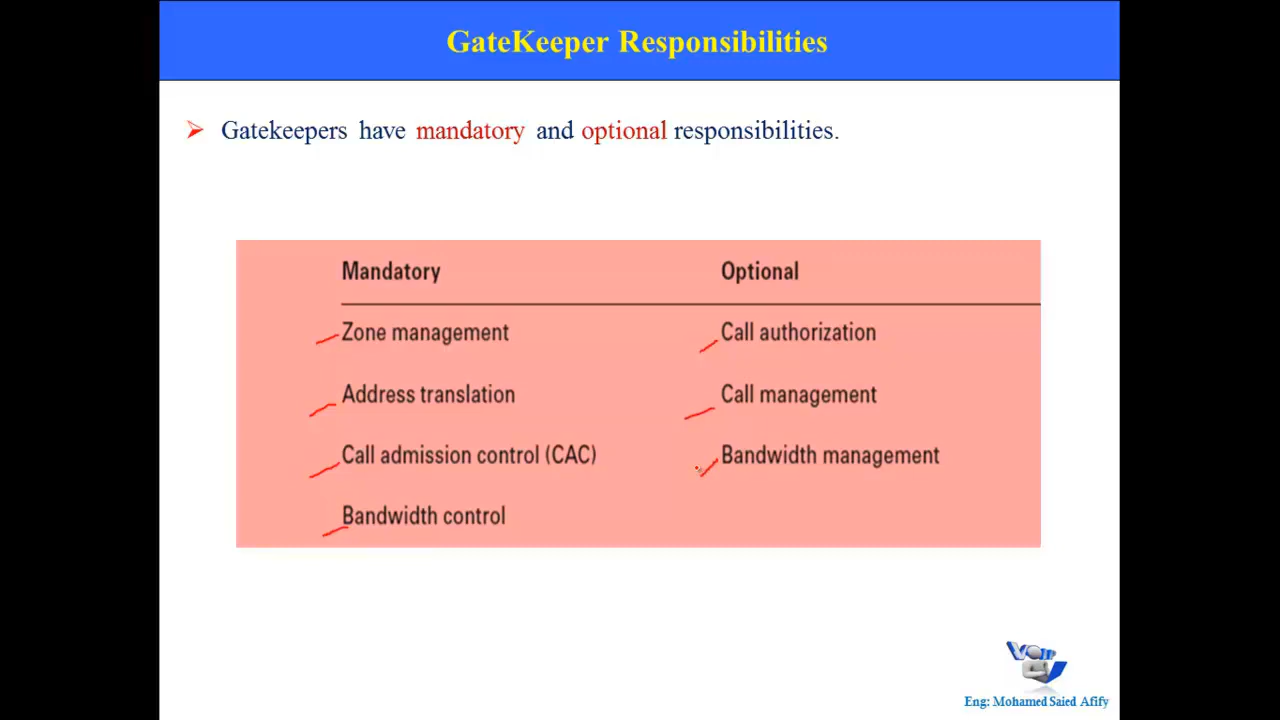 GateKeeper Responsibilities
Gatekeepers have mandatory and optional responsibilities.
Mandatory Optional
Zone management Call authorization
Address translation Call management
Call admission control (CAC) Bandwidth management
Bandwidth control
Eng: Mohamed Saied Afify